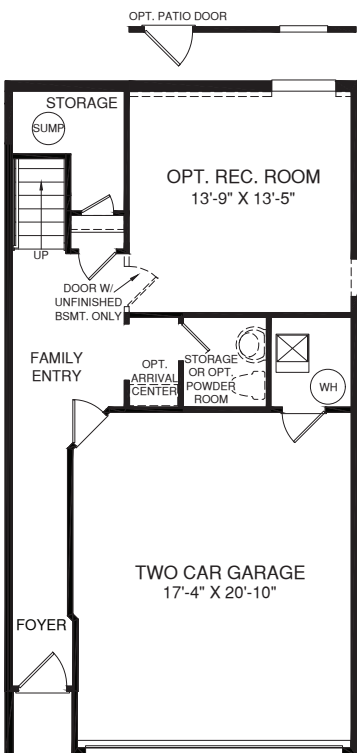 OPT. PATIO DOOR
STORAGE
SUMP
OPT. REC. ROOM
13'-9" X 13'-5"
UP
DOOR W/
UNFINISHED
BSMT. ONLY
FAMILY
ENTRY
OPT.
ARRIVAL
CENTER
STORAGE
OR OPT.
POWDER
ROOM
WH
TWO CAR GARAGE
17'-4" X 20'-10"
FOYER